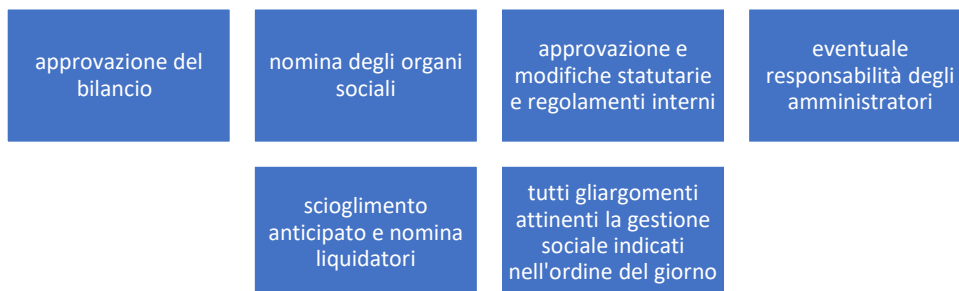 approvazione del
bilancio
nomina degli organi
sociali
approvazione e
modifiche statutarie
e regolamenti interni
eventuale
responsabilità degli
amministratori
scioglimento
anticipato e nomina
liquidatori
tutti gliargomenti
attinenti la gestione
sociale indicati
nell'ordine del giorno